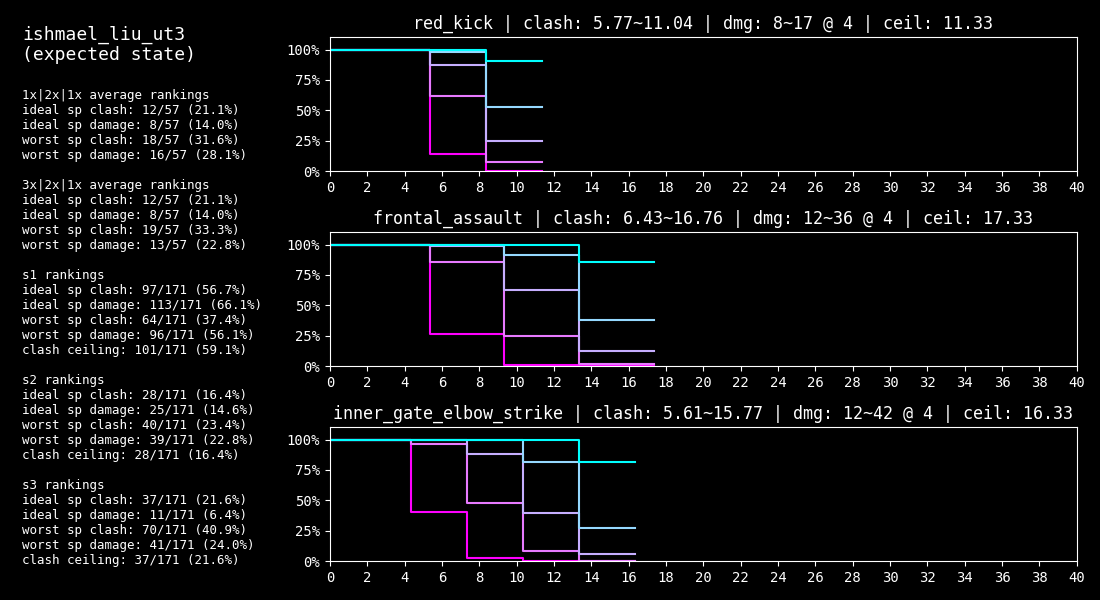 ishmael_liu_ut3
(expected state)
1x|2x|1x average rankings
ideal sp clash: 12/57 (21.1%)
ideal sp damage: 8/57 (14.0%)
worst sp clash: 18/57 (31.6%)
worst sp damage: 16/57 (28.1%)
3x|2x|1x average rankings
ideal sp clash: 12/57 (21.1%)
ideal sp damage: 8/57 (14.0%)
worst sp clash: 19/57 (33.3%)
worst sp damage: 13/57 (22.8%)
s1 rankings
ideal sp clash: 97/171 (56.7%)
ideal sp damage: 113/171 (66.1%)
worst sp clash: 64/171 (37.4%)
worst sp damage: 96/171 (56.1%)
clash ceiling: 101/171 (59.1%)
s2 rankings
ideal sp clash: 28/171 (16.4%)
ideal sp damage: 25/171 (14.6%)
worst sp clash: 40/171 (23.4%)
worst sp damage: 39/171 (22.8%)
clash ceiling: 28/171 (16.4%)
s3 rankings
ideal sp clash: 37/171 (21.6%)
ideal sp damage: 11/171 (6.4%)
worst sp clash: 70/171 (40.9%)
worst sp damage: 41/171 (24.0%)
clash ceiling: 37/171 (21.6%)
red_kick | clash: 5.77~11.04 | dmg: 8~17 @ 4 | ceil: 11.33
100%
75%
50%
25%
0%
0 2 4 6 8 10 12 14 16 18 20 22 24 26 28 30 32 34 36 38 40
frontal_assault | clash: 6.43~16.76 | dmg: 12~36 @ 4 | ceil: 17.33
100%
75%
50%
25%
0%
0 2 4 6 8 10 12 14 16 18 20 22 24 26 28 30 32 34 36 38 40
inner_gate_elbow_strike | clash: 5.61~15.77 | dmg: 12~42 @ 4 | ceil: 16.33
100%
75%
50%
25%
0%
0 2 4 6 8 10 12 14 16 18 20 22 24 26 28 30 32 34 36 38 40